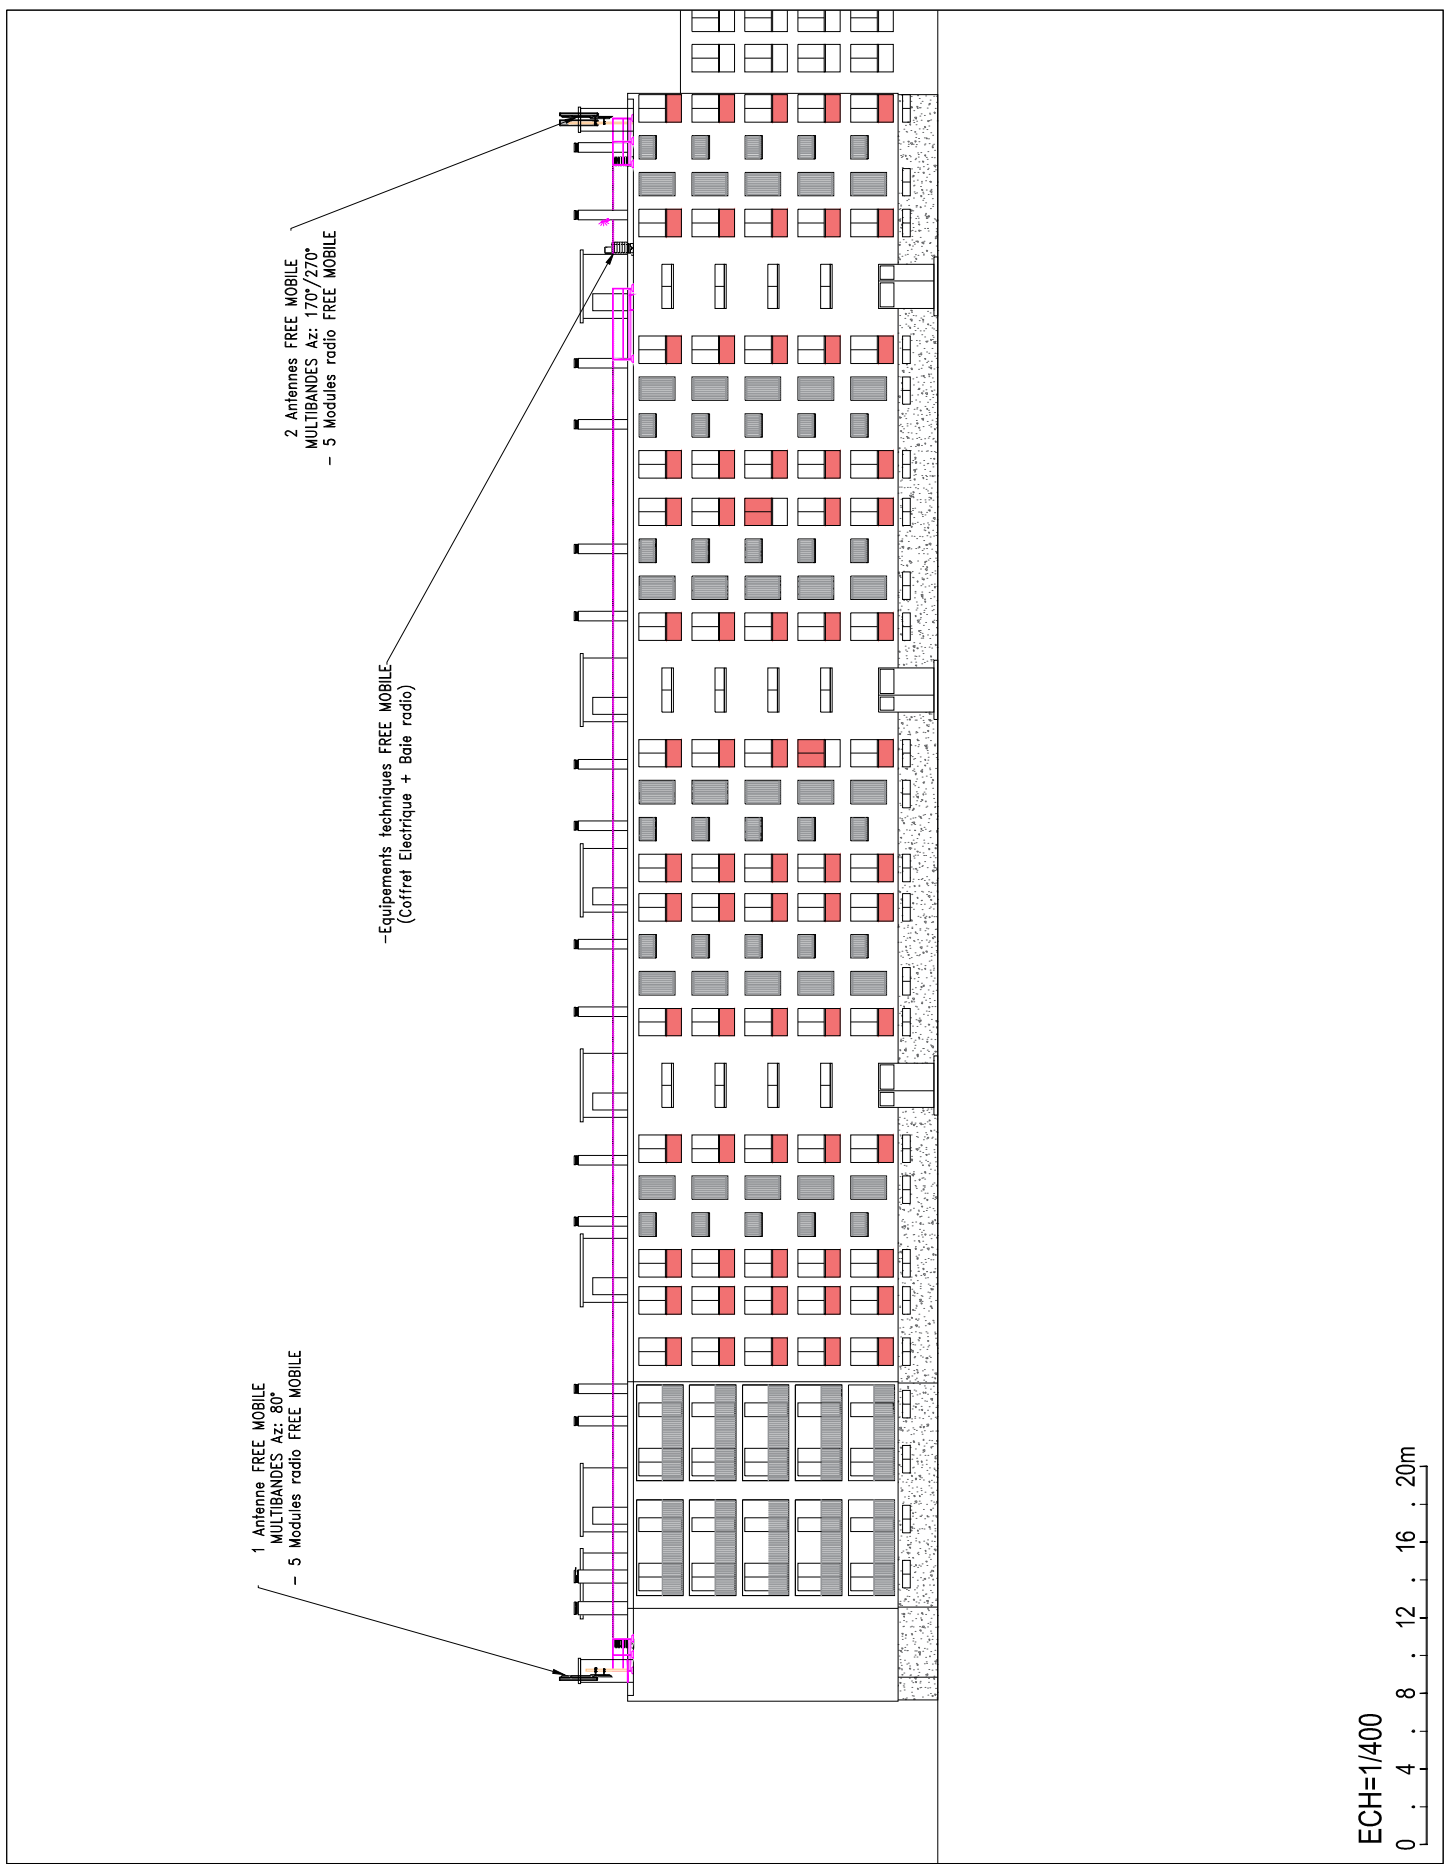 1 Antenne FREE MOBILE
MULTIBANDES Az: 80°
- 5 Modules radio FREE MOBILE
-Equipements techniques FREE MOBILE
(Coffret Electrique + Baie radio)
2 Antennes FREE MOBILE
MULTIBANDES Az: 170°/270°
- 5 Modules radio FREE MOBILE
ECH=1/400
0 4 8 12 16 20m